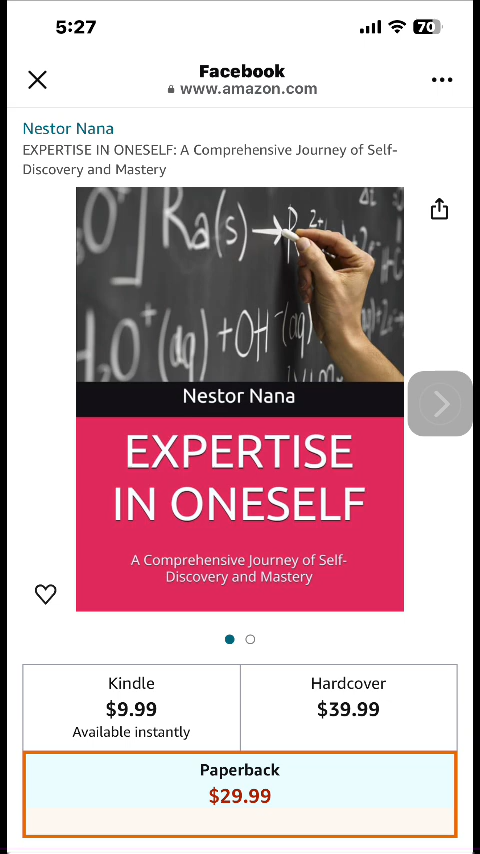 5:27
70
Facebook
www.amazon.com
Nestor Nana
EXPERTISE IN ONESELF: A Comprehensive Journey of Self-
Discovery and Mastery
Ra(s) → R 2+
Nestor Nana
EXPERTISE
IN ONESELF
A Comprehensive Journey of Self-
Discovery and Mastery
Kindle
$9.99
Available instantly
Hardcover
$39.99
Paperback
$29.99